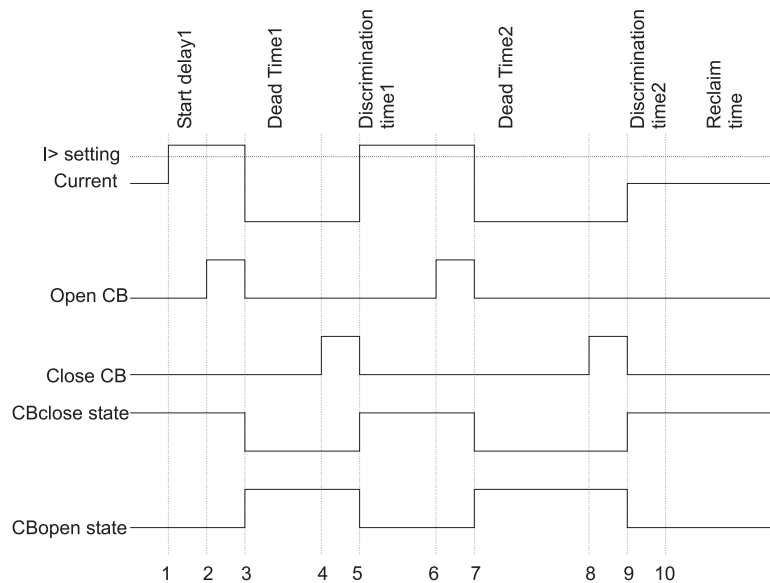 Start delay1
Dead Time1
Discrimination
time1
Dead Time2
Discrimination
time2
Reclaim
time
I> setting
Current
Open CB
Close CB
CBclose state
CBopen state
1 2 3 4 5 6 7 8 9 10